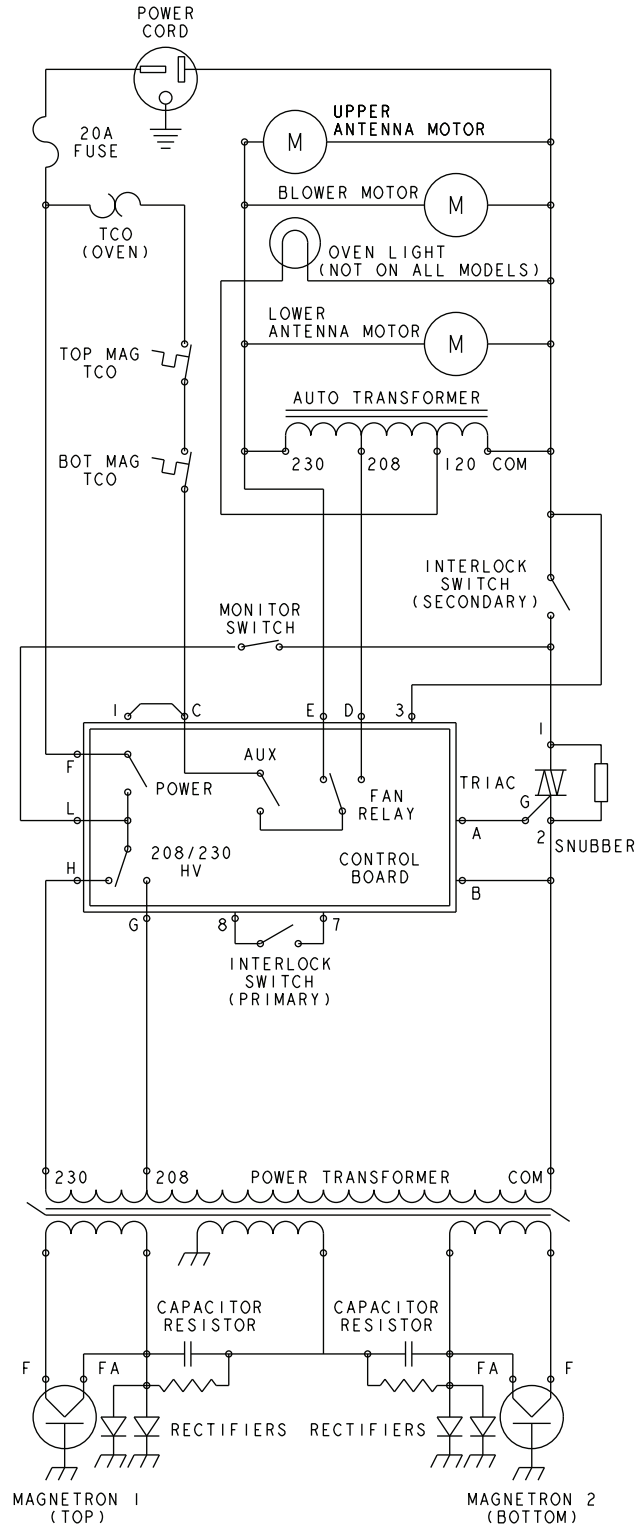 POWER
CORD
20A
FUSE
M
UPPER
ANTENNA MOTOR
BLOWER MOTOR
M
TCO
(OVEN)
OVEN LIGHT
(NOT ON ALL MODELS)
LOWER
ANTENNA MOTOR
M
TOP MAG
TCO
AUTO TRANSFORMER
BOT MAG
TCO
230
208
120
COM
INTERLOCK
SWITCH
(SECONDARY)
MONITOR
SWITCH
I
C
E
D
3
1
F
POWER
AUX
FAN
RELAY
TRIAC
G
L
A
2
SNUBBER
208/230
HV
CONTROL
BOARD
H
B
G
8
7
INTERLOCK
SWITCH
(PRIMARY)
230
208
POWER TRANSFORMER
COM
CAPACITOR
RESISTOR
CAPACITOR
RESISTOR
F
FA
FA
F
RECTIFIERS
RECTIFIERS
MAGNETRON 1
(TOP)
MAGNETRON 2
(BOTTOM)